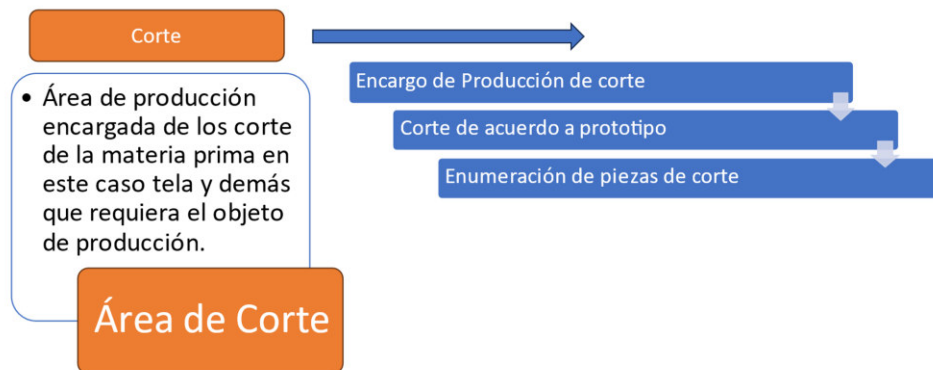 Corte
• Área de producción
encargada de los corte
de la materia prima en
este caso tela y demás
que requiera el objeto
de producción.
Área de Corte
Encargo de Producción de corte
Corte de acuerdo a prototipo
Enumeración de piezas de corte